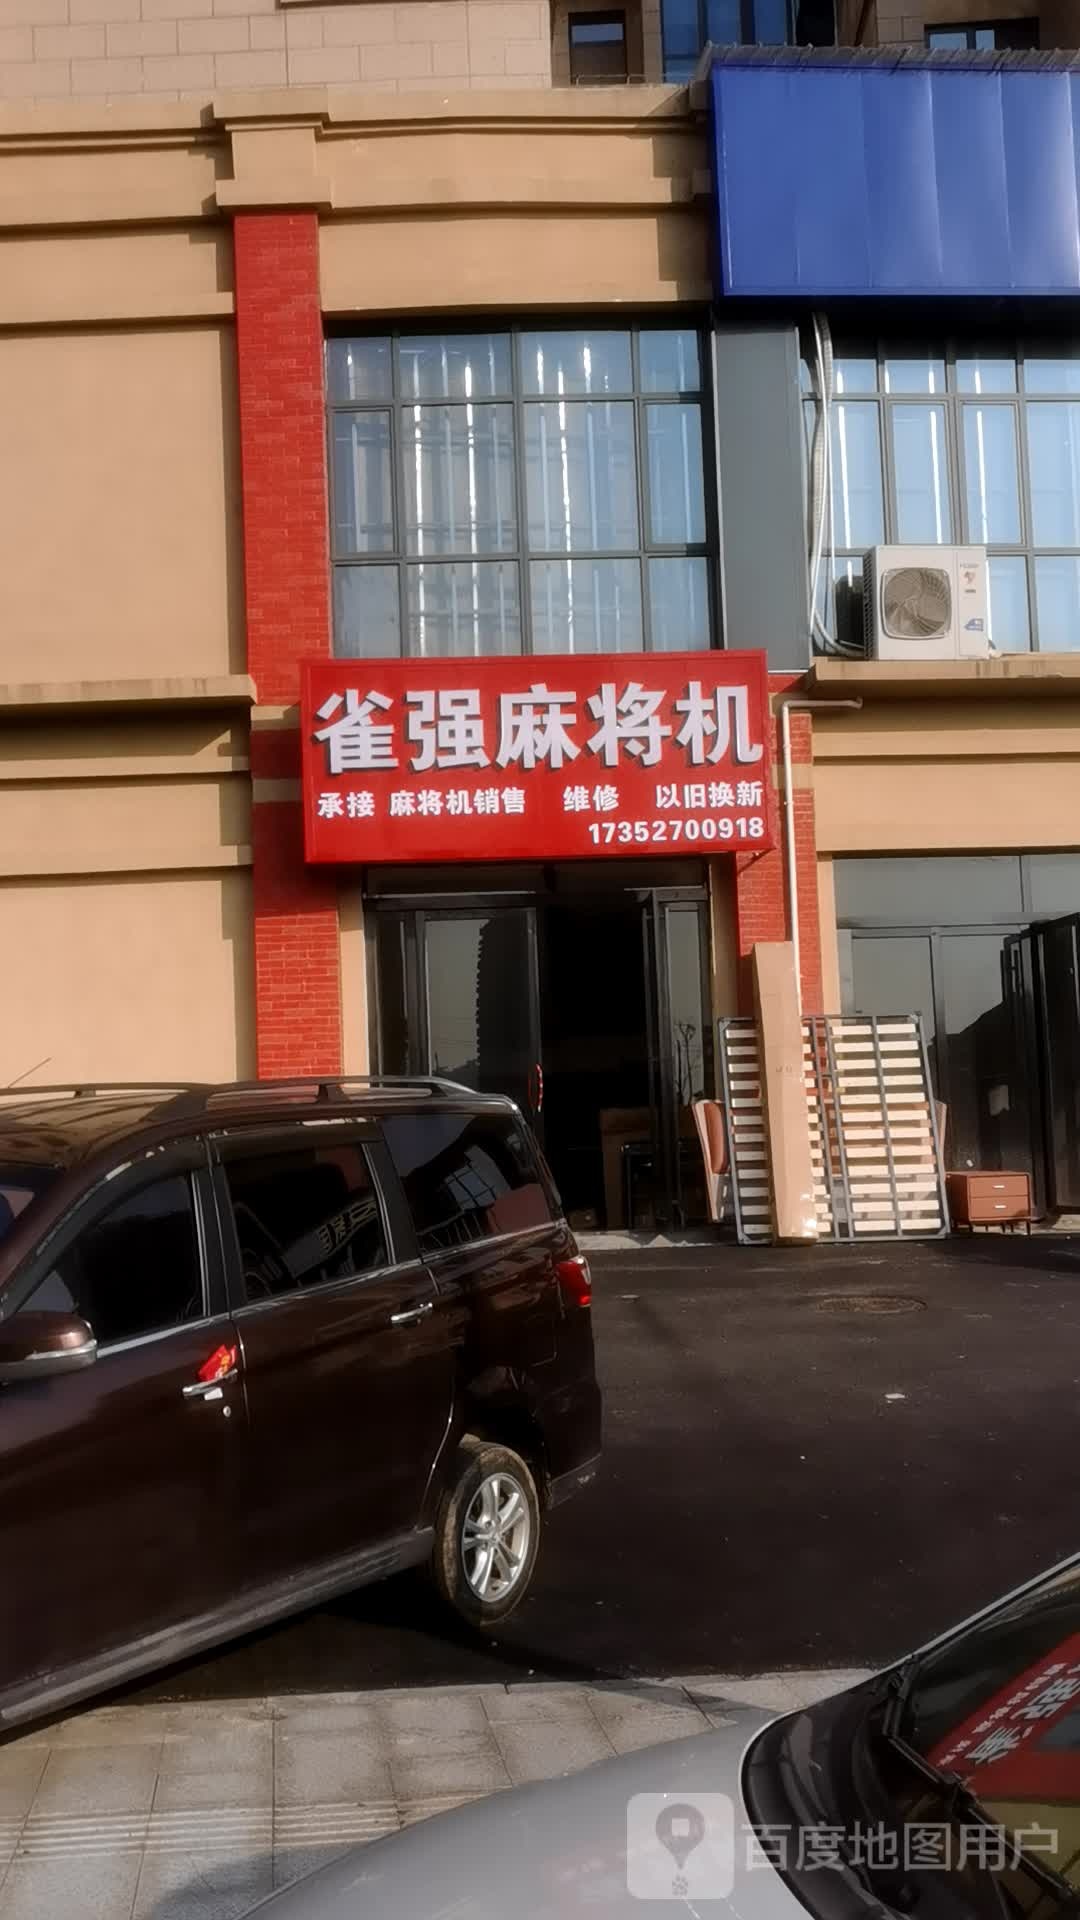 雀强麻将机
承接 麻将机销售 维修 以旧换新
17352700918
百度地图用户